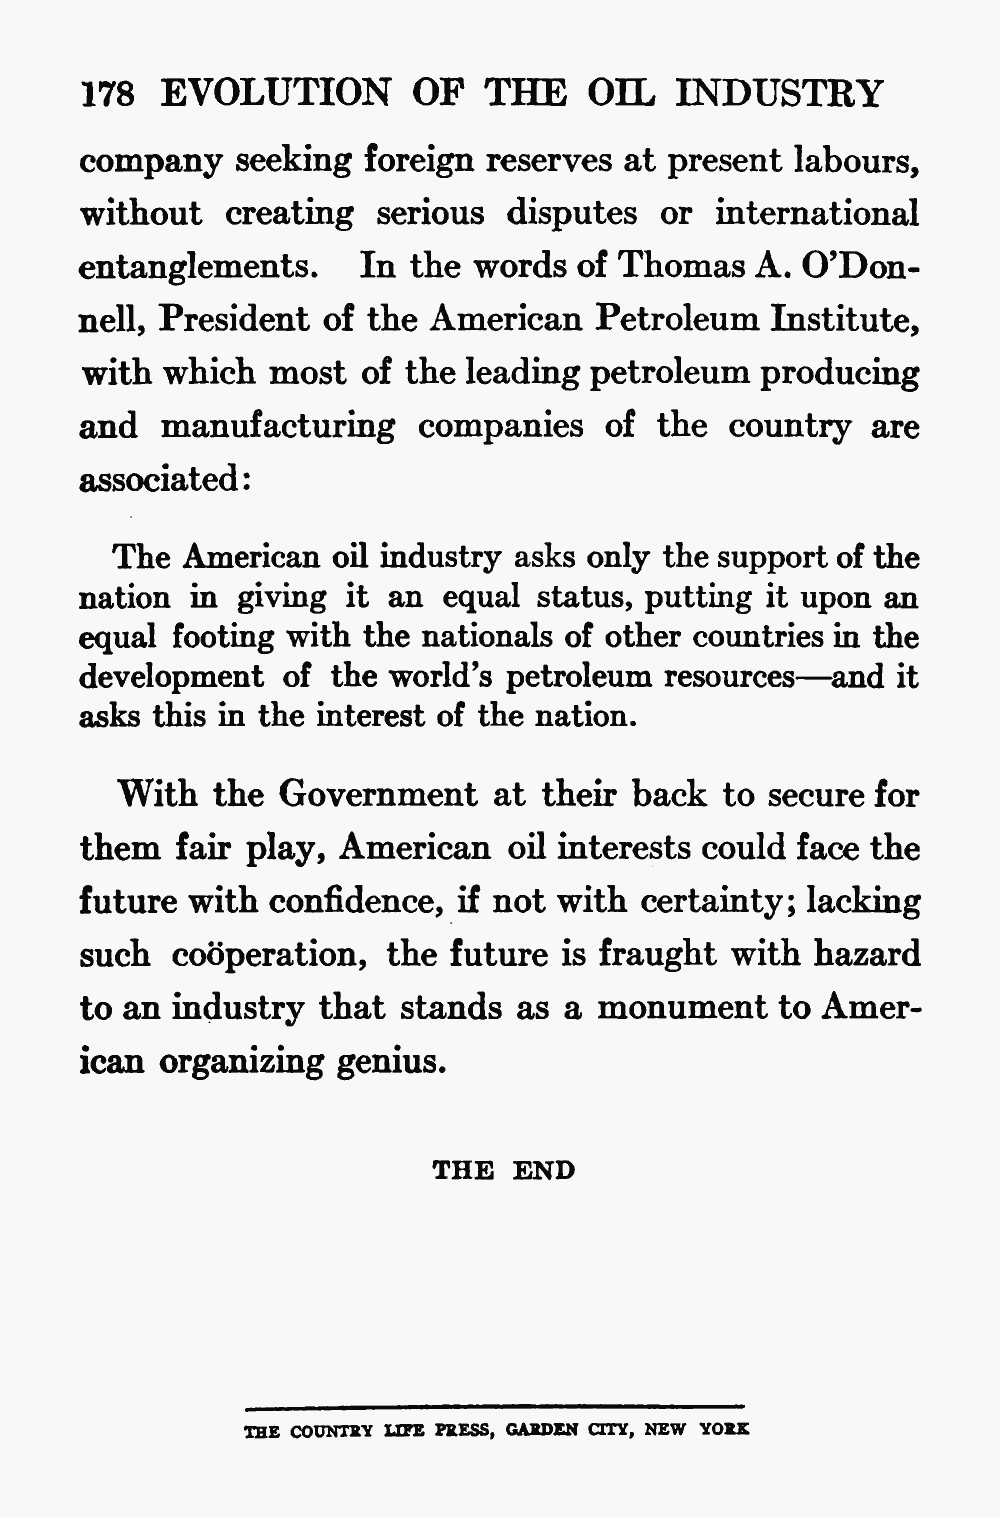 178 EVOLUTION OF THE OIL INDUSTRY
company seeking foreign reserves at present labours,
without creating serious disputes or international
entanglements. In the words of Thomas A. O'Don-
nell, President of the American Petroleum Institute,
with which most of the leading petroleum producing
and manufacturing companies of the country are
associated:
The American oil industry asks only the support of the
nation in giving it an equal status, putting it upon an
equal footing with the nationals of other countries in the
development of the world's petroleum resources—and it
asks this in the interest of the nation.
With the Government at their back to secure for
them fair play, American oil interests could face the
future with confidence, if not with certainty; lacking
such coöperation, the future is fraught with hazard
to an industry that stands as a monument to Amer-
ican organizing genius.
THE END
THE COUNTRY LIFE PRESS, GARDEN CITY, NEW YORK